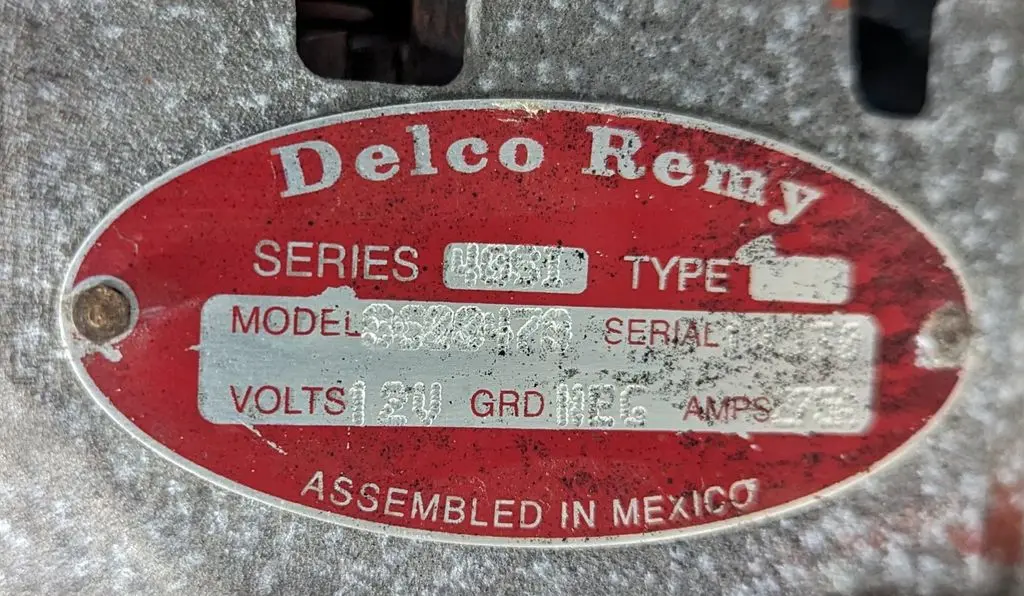 Delco Remy
SERIES TYPE
MODEL SERIAL
VOLTS 12V GRD. NEG AMPS
ASSEMBLED IN MEXICO